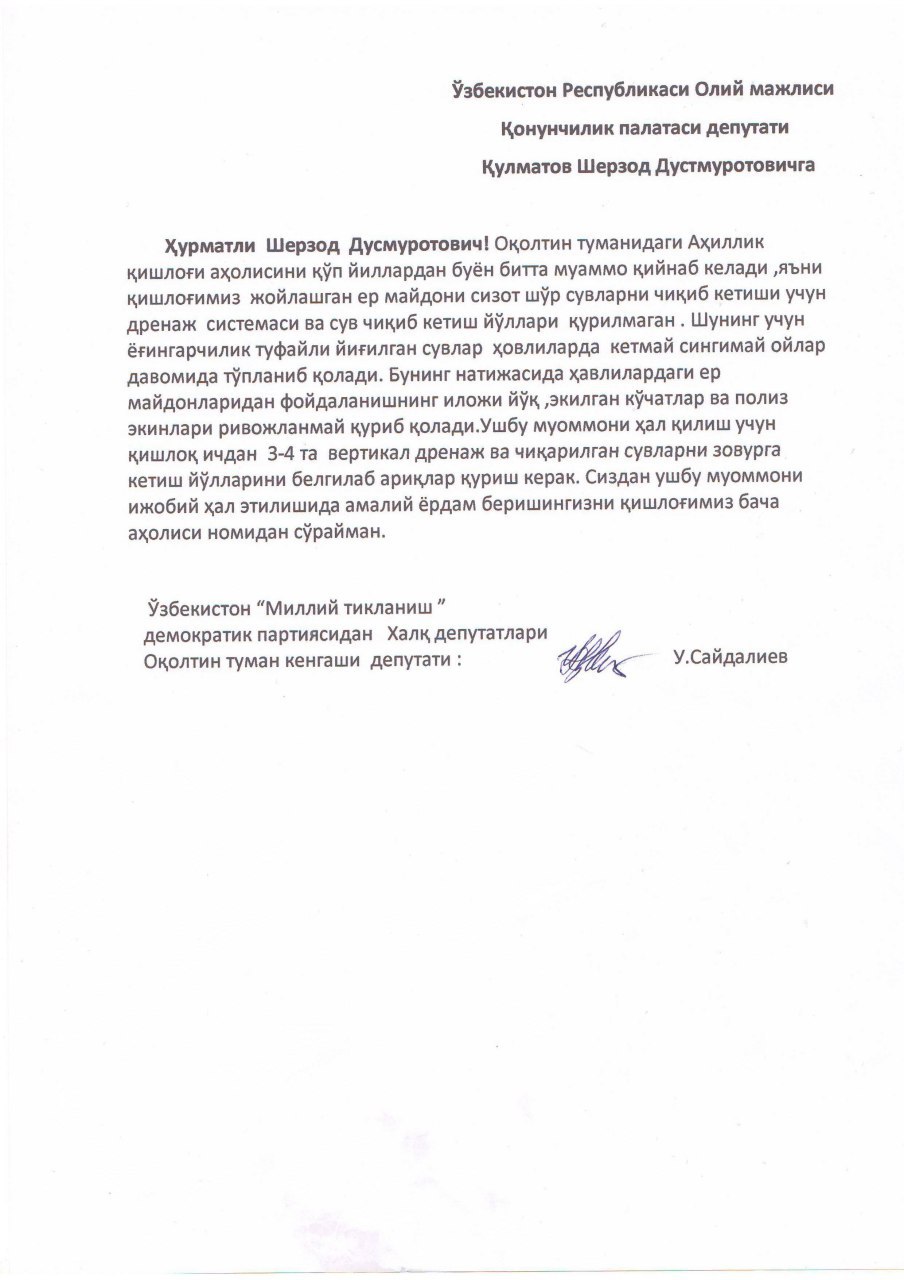 Ўзбекистон Республикаси Олий мажлиси
Қонунчилик палатаси депутати
Қулматов Шерзод Дустмуротовичга
Ҳурматли Шерзод Дусмуротович! Оқолтин туманидаги Аҳиллик
қишлоғи аҳолисини қўп йиллардан буён битта муаммо қийнаб келади ,яъни
қишлоғимиз жойлашган ер майдони сизот шўр сувларни чиқиб кетиши учун
дренаж системаси ва сув чиқиб кетиш йўллари қурилмаган . Шунинг учун
ёғингарчилик туфайли йиғилган сувлар ҳовлиларда кетмай сингимай ойлар
давомида тўпланиб қолади. Бунинг натижасида ҳавлилардаги ер
майдонларидан фойдаланишнинг иложи йўқ ,экилган кўчатлар ва полиз
экинлари ривожланмай қуриб қолади.Ушбу муоммони ҳал қилиш учун
қишлоқ ичдан 3-4 та вертикал дренаж ва чиқарилган сувларни зовурга
кетиш йўлларини белгилаб ариқлар қуриш керак. Сиздан ушбу муоммони
ижобий ҳал этилишида амалий ёрдам беришингизни қишлоғимиз бача
аҳолиси номидан сўрайман.
Ўзбекистон “Миллий тикланиш ”
демократик партиясидан Халқ депутатлари
Оқолтин туман кенгаши депутати : У.Сайдалиев